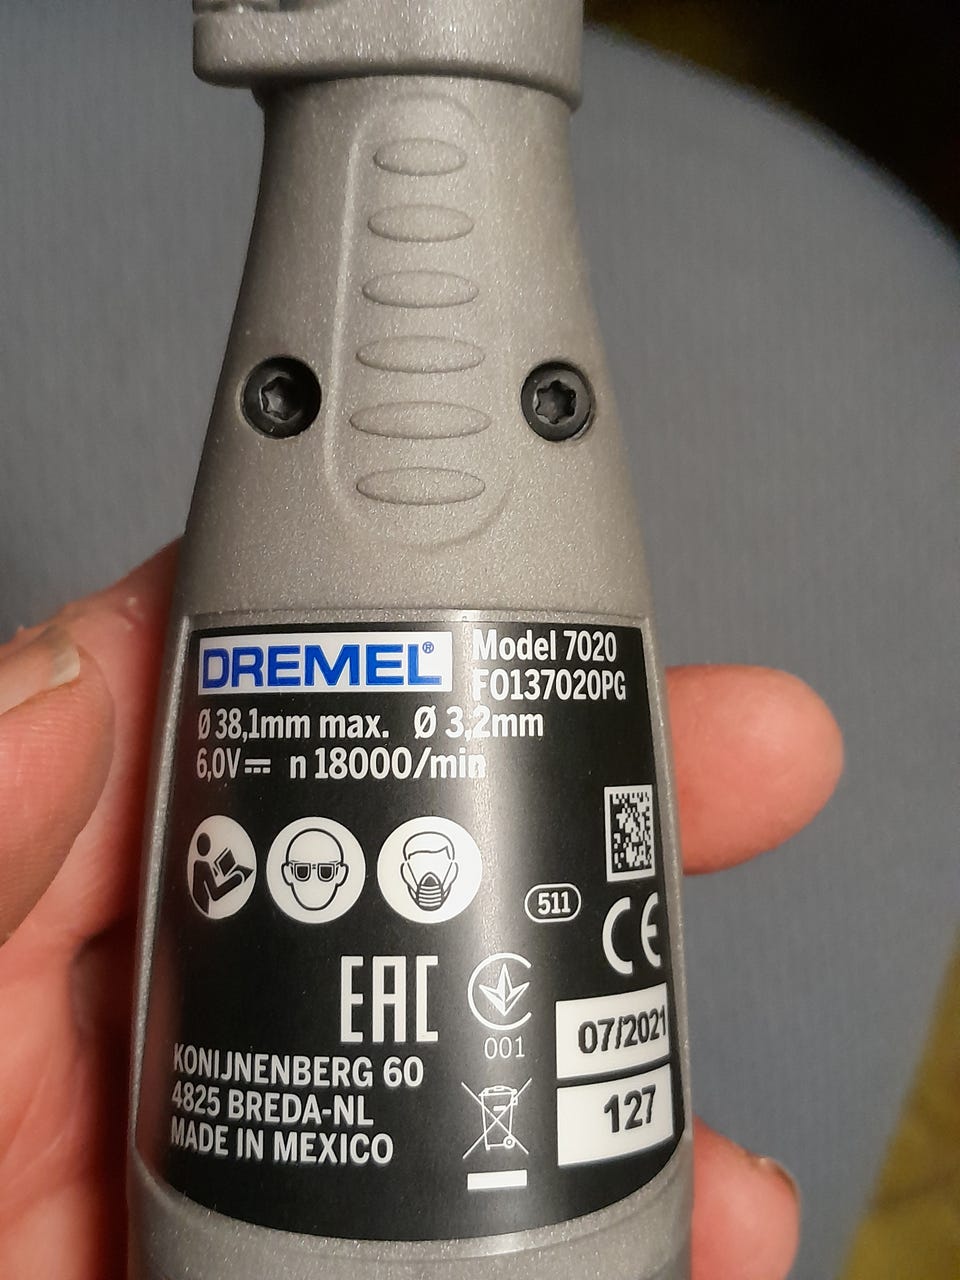 DREMEL®
Model 7020
F0137020PG
Ø 38,1mm max. Ø 3,2mm
6,0V⎓ n 18000/min
511
CE
EAC
001
07/2021
127
KONIJNENBERG 60
4825 BREDA-NL
MADE IN MEXICO